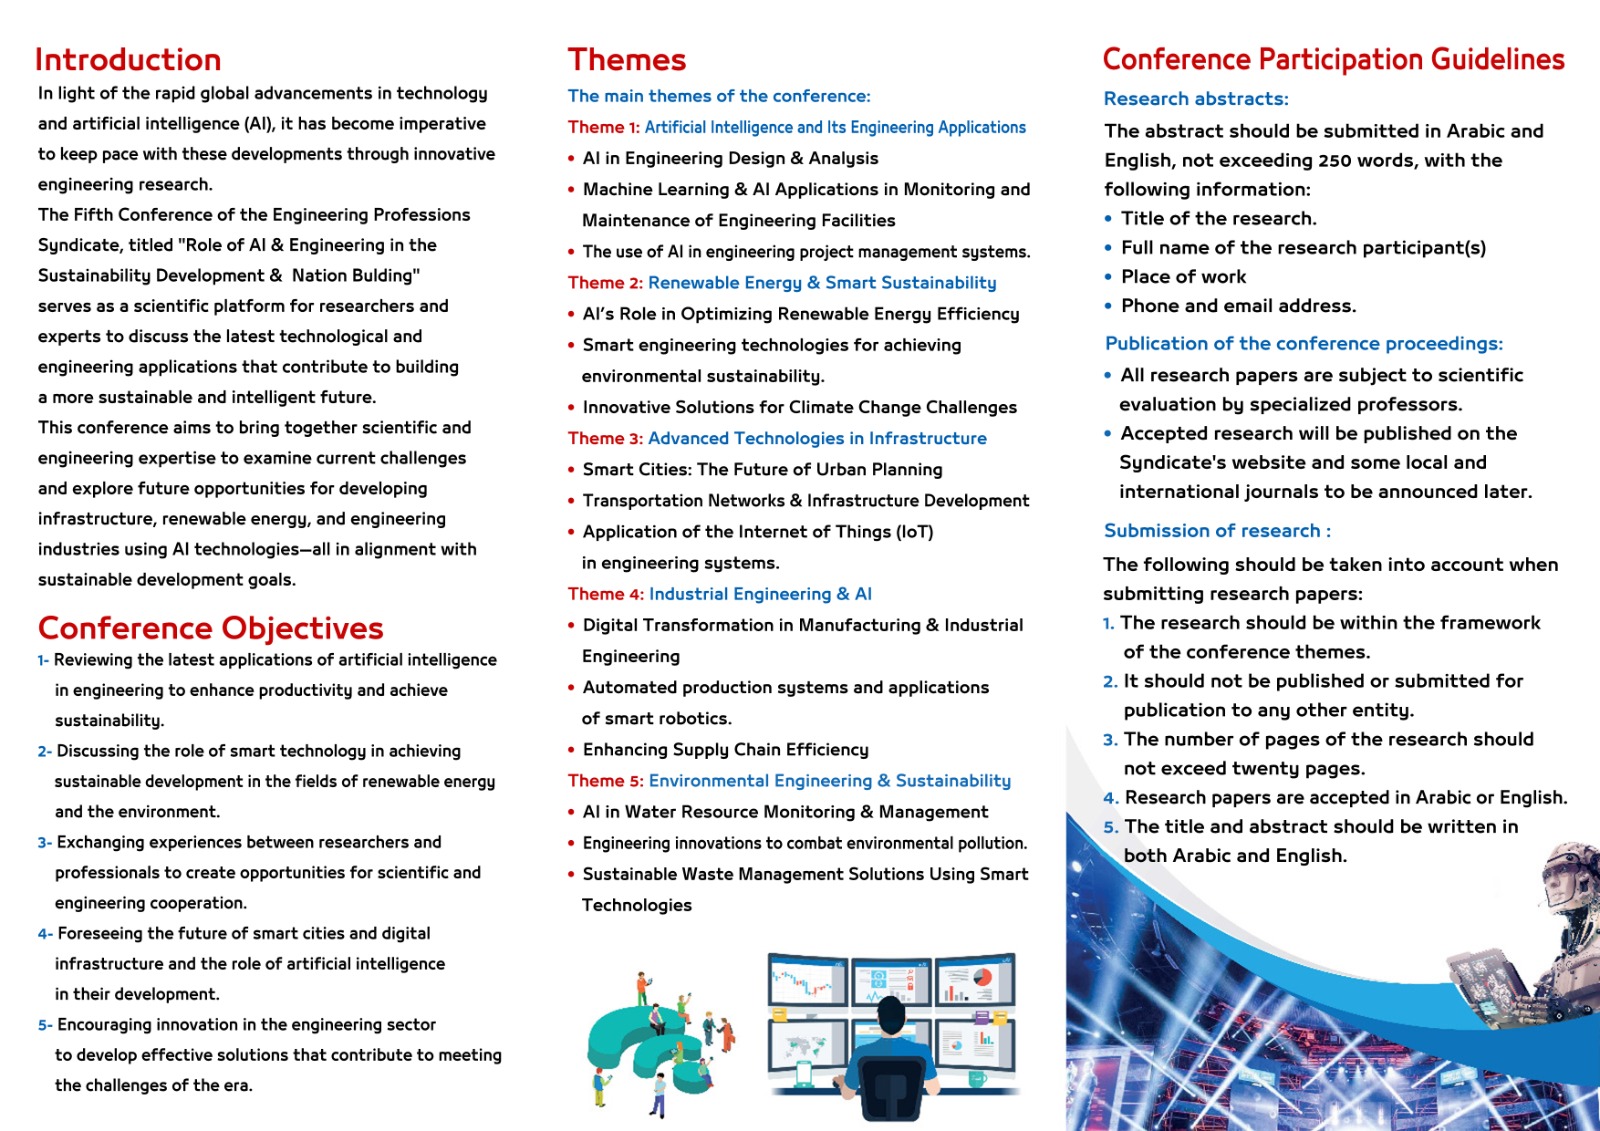 Introduction
In light of the rapid global advancements in technology
and artificial intelligence (AI), it has become imperative
to keep pace with these developments through innovative
engineering research.
The Fifth Conference of the Engineering Professions
Syndicate, titled "Role of AI & Engineering in the
Sustainability Development & Nation Bulding"
serves as a scientific platform for researchers and
experts to discuss the latest technological and
engineering applications that contribute to building
a more sustainable and intelligent future.
This conference aims to bring together scientific and
engineering expertise to examine current challenges
and explore future opportunities for developing
infrastructure, renewable energy, and engineering
industries using AI technologies—all in alignment with
sustainable development goals.
Conference Objectives
1- Reviewing the latest applications of artificial intelligence
in engineering to enhance productivity and achieve
sustainability.
2- Discussing the role of smart technology in achieving
sustainable development in the fields of renewable energy
and the environment.
3- Exchanging experiences between researchers and
professionals to create opportunities for scientific and
engineering cooperation.
4- Foreseeing the future of smart cities and digital
infrastructure and the role of artificial intelligence
in their development.
5- Encouraging innovation in the engineering sector
to develop effective solutions that contribute to meeting
the challenges of the era.
Themes
The main themes of the conference:
Theme 1: Artificial Intelligence and Its Engineering Applications
• AI in Engineering Design & Analysis
• Machine Learning & AI Applications in Monitoring and
Maintenance of Engineering Facilities
• The use of AI in engineering project management systems.
Theme 2: Renewable Energy & Smart Sustainability
• AI's Role in Optimizing Renewable Energy Efficiency
• Smart engineering technologies for achieving
environmental sustainability.
• Innovative Solutions for Climate Change Challenges
Theme 3: Advanced Technologies in Infrastructure
• Smart Cities: The Future of Urban Planning
• Transportation Networks & Infrastructure Development
• Application of the Internet of Things (IoT)
in engineering systems.
Theme 4: Industrial Engineering & AI
• Digital Transformation in Manufacturing & Industrial
Engineering
• Automated production systems and applications
of smart robotics.
• Enhancing Supply Chain Efficiency
Theme 5: Environmental Engineering & Sustainability
• AI in Water Resource Monitoring & Management
• Engineering innovations to combat environmental pollution.
• Sustainable Waste Management Solutions Using Smart
Technologies
Conference Participation Guidelines
Research abstracts:
The abstract should be submitted in Arabic and
English, not exceeding 250 words, with the
following information:
• Title of the research.
• Full name of the research participant(s)
• Place of work
• Phone and email address.
Publication of the conference proceedings:
• All research papers are subject to scientific
evaluation by specialized professors.
• Accepted research will be published on the
Syndicate's website and some local and
international journals to be announced later.
Submission of research :
The following should be taken into account when
submitting research papers:
1. The research should be within the framework
of the conference themes.
2. It should not be published or submitted for
publication to any other entity.
3. The number of pages of the research should
not exceed twenty pages.
4. Research papers are accepted in Arabic or English.
5. The title and abstract should be written in
both Arabic and English.